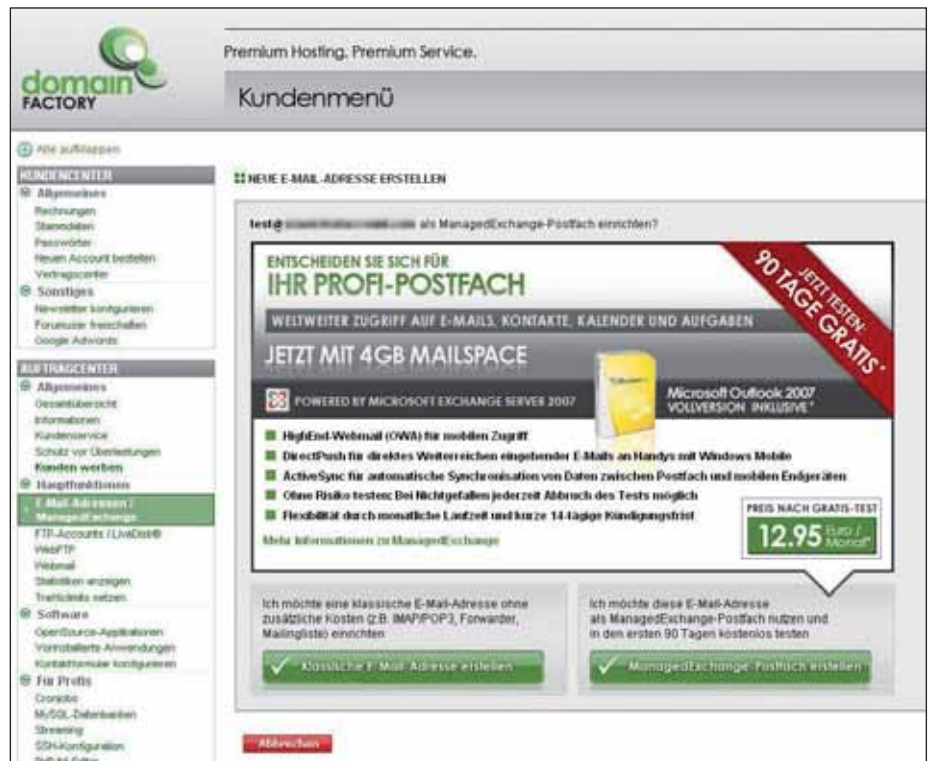 domain
FACTORY
Premium Hosting. Premium Service.
Kundenmenü
Alle aufklappen
KUNDENCENTER
Allgemeines
Rechnungen
Stammdaten
Passwörter
Neuen Account bestellen
Vertragscenter
Sonstiges
Newsletter konfigurieren
Forumuser freischalten
Google Adwords
AUFTRAGCENTER
Allgemeines
Gesamtübersicht
Informationen
Kundenservice
Schutz vor Überleitungen
Kunden werben
Hauptfunktionen
E-Mail-Adressen /
ManagedExchange
FTP-Accounts / LiveDisk®
WebFTP
Webmail
Statistiken anzeigen
Trafficlimits setzen
Software
OpenSource-Applikationen
Vorinstallierte Anwendungen
Kontaktformular konfigurieren
Für Profis
Cronjobs
MySQL-Datenbanken
Streaming
SSH-Konfiguration
NEUE E-MAIL-ADRESSE ERSTELLEN
test@ als ManagedExchange-Postfach einrichten?
ENTSCHEIDEN SIE SICH FÜR
IHR PROFI-POSTFACH
JETZT TESTEN:
90 TAGE GRATIS*
WELTWEITER ZUGRIFF AUF E-MAILS, KONTAKTE, KALENDER UND AUFGABEN
JETZT MIT 4GB MAILSPACE
POWERED BY MICROSOFT EXCHANGE SERVER 2007
Microsoft Outlook 2007
VOLLVERSION INKLUSIVE*
HighEnd-Webmail (OWA) für mobilen Zugriff
DirectPush für direktes Weiterreichen eingehender E-Mails an Handys mit Windows Mobile
ActiveSync für automatische Synchronisation von Daten zwischen Postfach und mobilen Endgeräten
Ohne Risiko testen: Bei Nichtgefallen jederzeit Abbruch des Tests möglich
Flexibilität durch monatliche Laufzeit und kurze 14-tägige Kündigungsfrist
Mehr Informationen zu ManagedExchange
PREIS NACH GRATIS-TEST
12.95 Euro / Monat*
Ich möchte eine klassische E-Mail-Adresse ohne
zusätzliche Kosten (z.B. IMAP/POP3, Forwarder,
Mailingliste) einrichten
Klassische E-Mail-Adresse erstellen
Ich möchte diese E-Mail-Adresse
als ManagedExchange-Postfach nutzen und
in den ersten 90 Tagen kostenlos testen
ManagedExchange-Postfach erstellen
Abbrechen